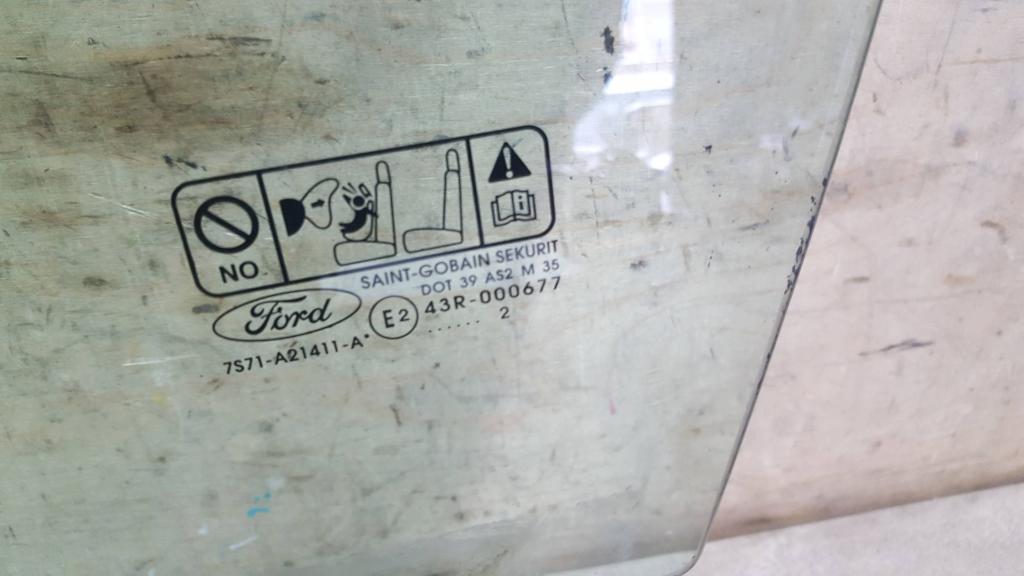 NO.
SAINT-GOBAIN SEKURIT
DOT 39 AS2 M 35
Ford
E2 43R-000677
...... 2
7S71-A21411-A*